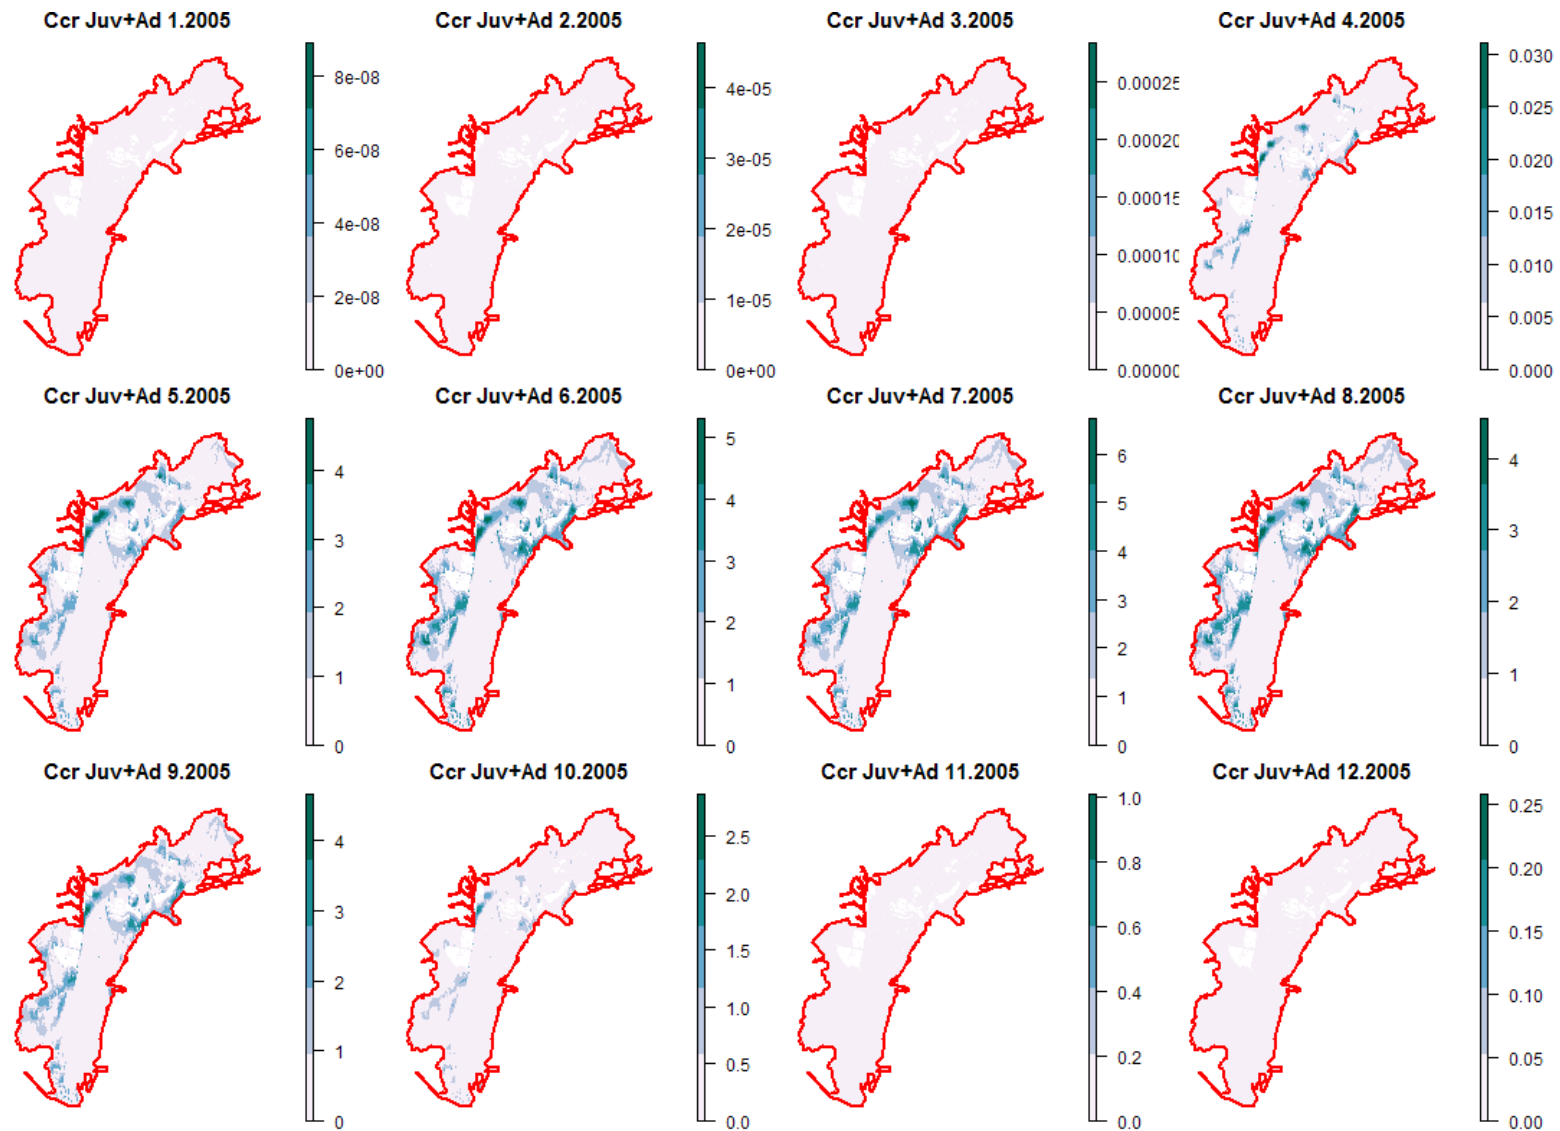 Ccr Juv+Ad 1.2005
8e-08
6e-08
4e-08
2e-08
0e+00
Ccr Juv+Ad 2.2005
4e-05
3e-05
2e-05
1e-05
0e+00
Ccr Juv+Ad 3.2005
0.00025
0.00020
0.00015
0.00010
0.00005
0.00000
Ccr Juv+Ad 4.2005
0.030
0.025
0.020
0.015
0.010
0.005
0.000
Ccr Juv+Ad 5.2005
4
3
2
1
0
Ccr Juv+Ad 6.2005
5
4
3
2
1
0
Ccr Juv+Ad 7.2005
6
5
4
3
2
1
0
Ccr Juv+Ad 8.2005
4
3
2
1
0
Ccr Juv+Ad 9.2005
4
3
2
1
0
Ccr Juv+Ad 10.2005
2.5
2.0
1.5
1.0
0.5
0.0
Ccr Juv+Ad 11.2005
1.0
0.8
0.6
0.4
0.2
0.0
Ccr Juv+Ad 12.2005
0.25
0.20
0.15
0.10
0.05
0.00